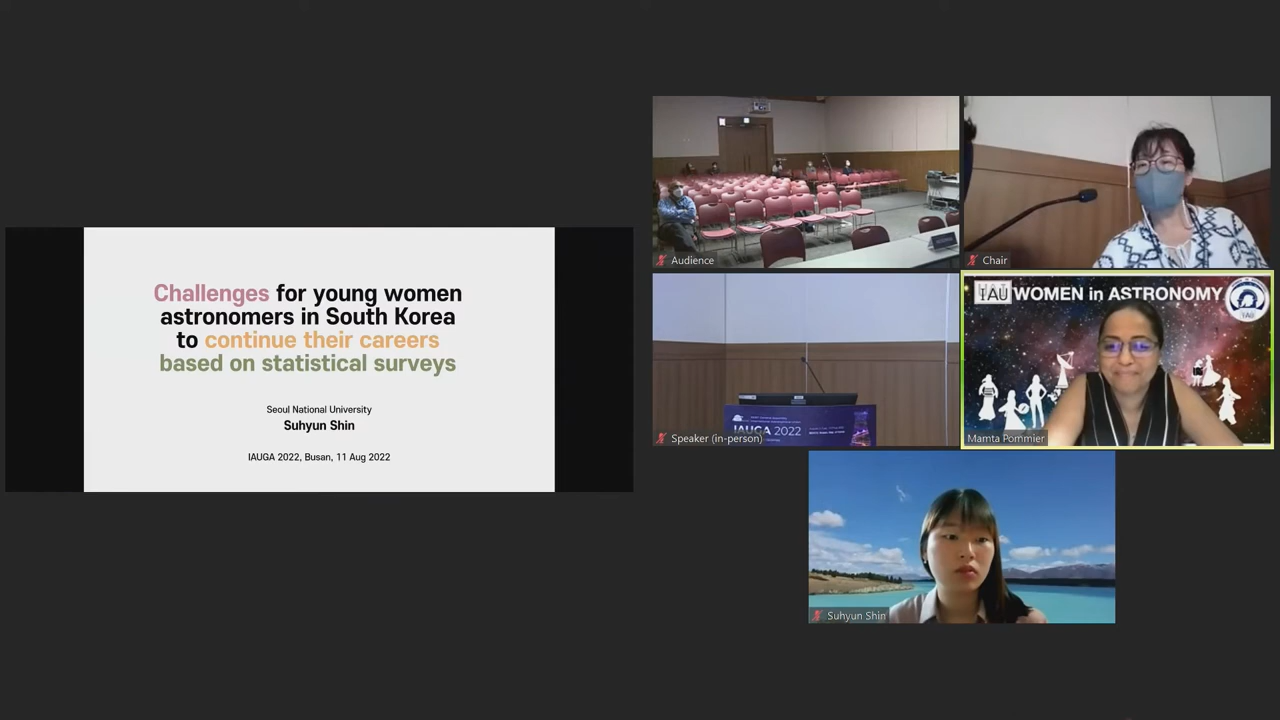 Challenges for young women
astronomers in South Korea
to continue their careers
based on statistical surveys
Seoul National University
Suhyun Shin
IAUGA 2022, Busan, 11 Aug 2022
Audience
Chair
IAUGA 2022
Speaker (in-person)
IAU WOMEN in ASTRONOMY
IAU
Mamta Pommier
Suhyun Shin